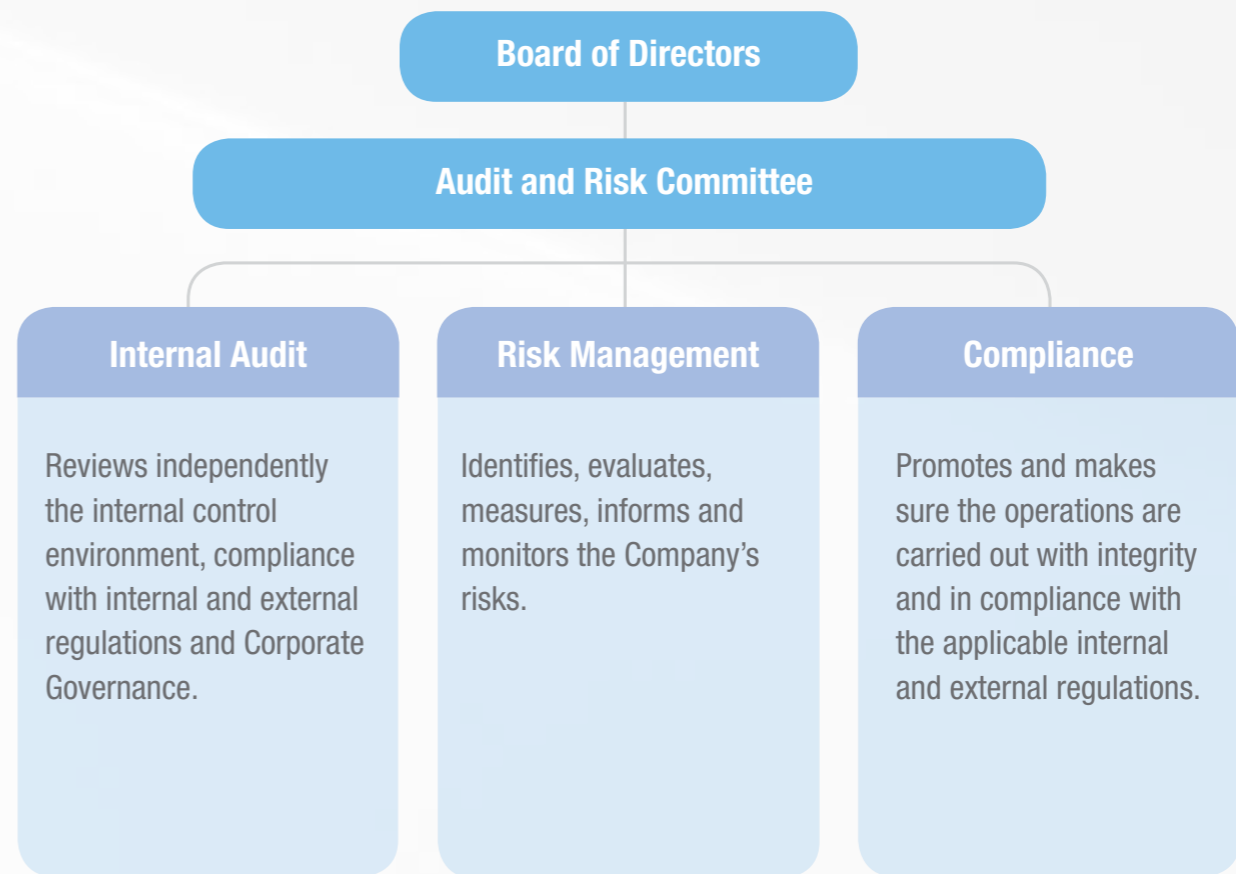 Board of Directors
Audit and Risk Committee
Internal Audit
Reviews independently
the internal control
environment, compliance
with internal and external
regulations and Corporate
Governance.
Risk Management
Identifies, evaluates,
measures, informs and
monitors the Company’s
risks.
Compliance
Promotes and makes
sure the operations are
carried out with integrity
and in compliance with
the applicable internal
and external regulations.